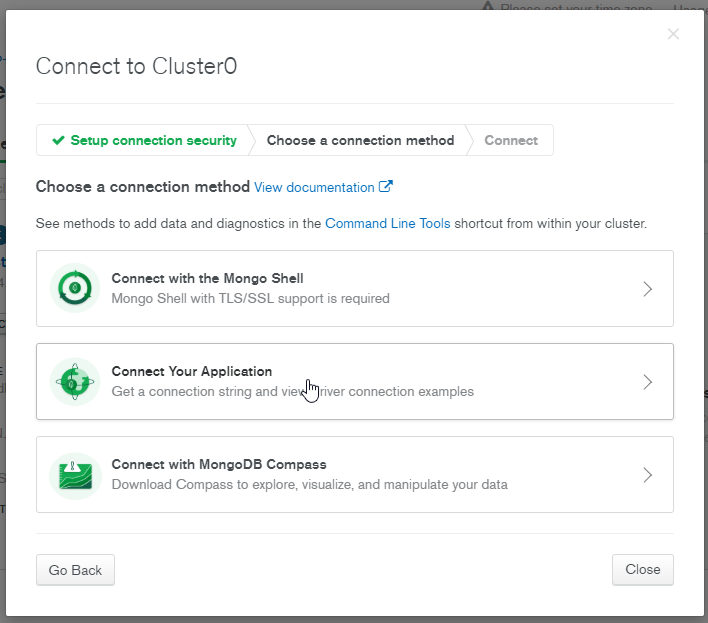 Please set your time zone
Connect to Cluster0
Setup connection security
Choose a connection method
Connect
Choose a connection method View documentation
See methods to add data and diagnostics in the Command Line Tools shortcut from within your cluster.
Connect with the Mongo Shell
Mongo Shell with TLS/SSL support is required
Connect Your Application
Get a connection string and view driver connection examples
Connect with MongoDB Compass
Download Compass to explore, visualize, and manipulate your data
Go Back
Close